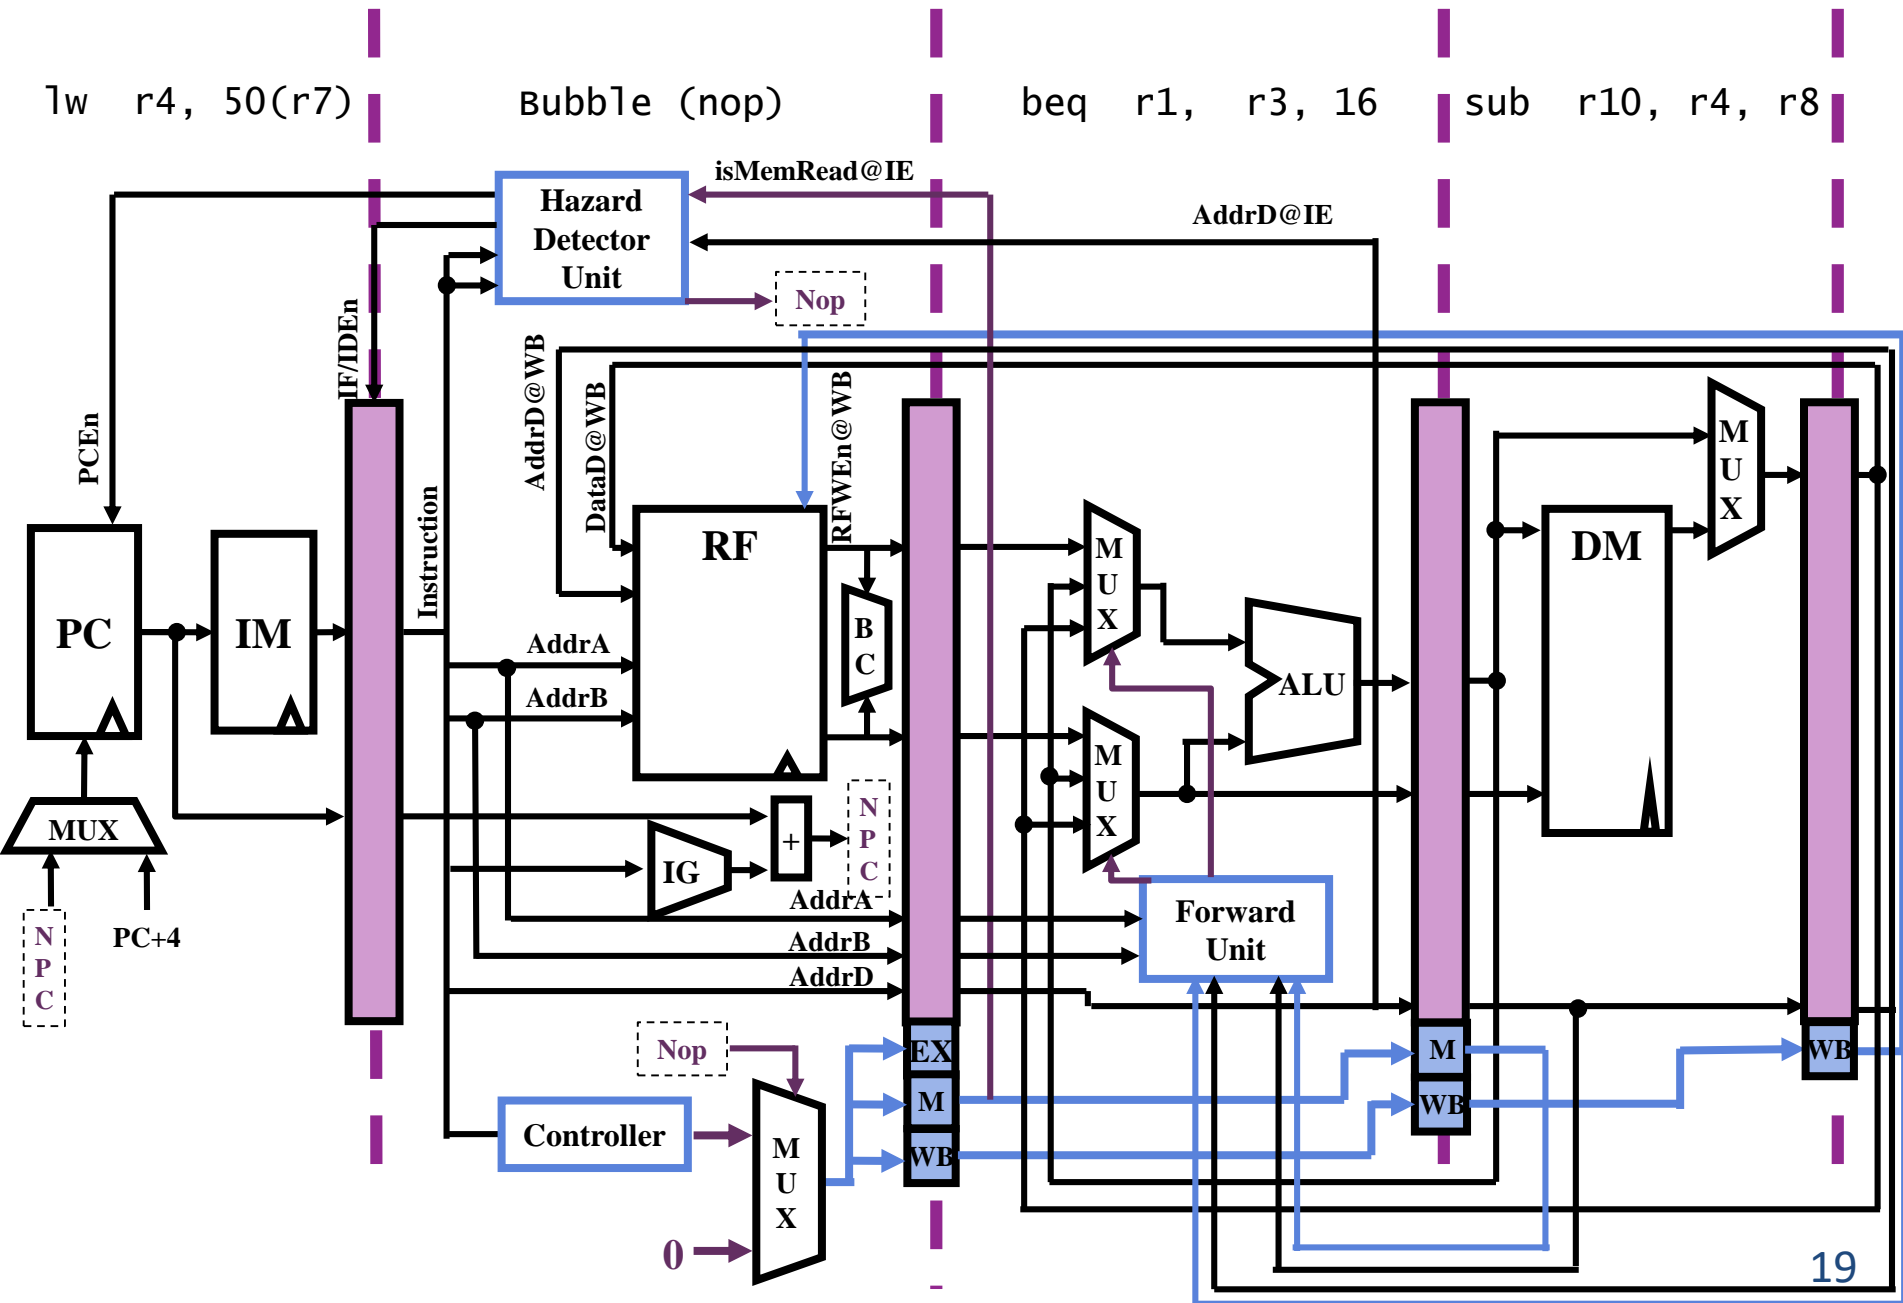 lw r4, 50(r7)
Bubble (nop)
beq r1, r3, 16
sub r10, r4, r8
isMemRead@IE
Hazard
Detector
Unit
AddrD@IE
Nop
IF/IDEn
PCEn
AddrD@WB
DataD@WB
RFWEn@WB
Instruction
PC
IM
RF
B
C
M
U
X
M
U
X
ALU
DM
M
U
X
AddrA
AddrB
MUX
NPC
PC+4
IG
+
NPC
AddrA
AddrB
AddrD
Forward
Unit
Nop
Controller
M
U
X
0
EX
M
WB
M
WB
WB
19